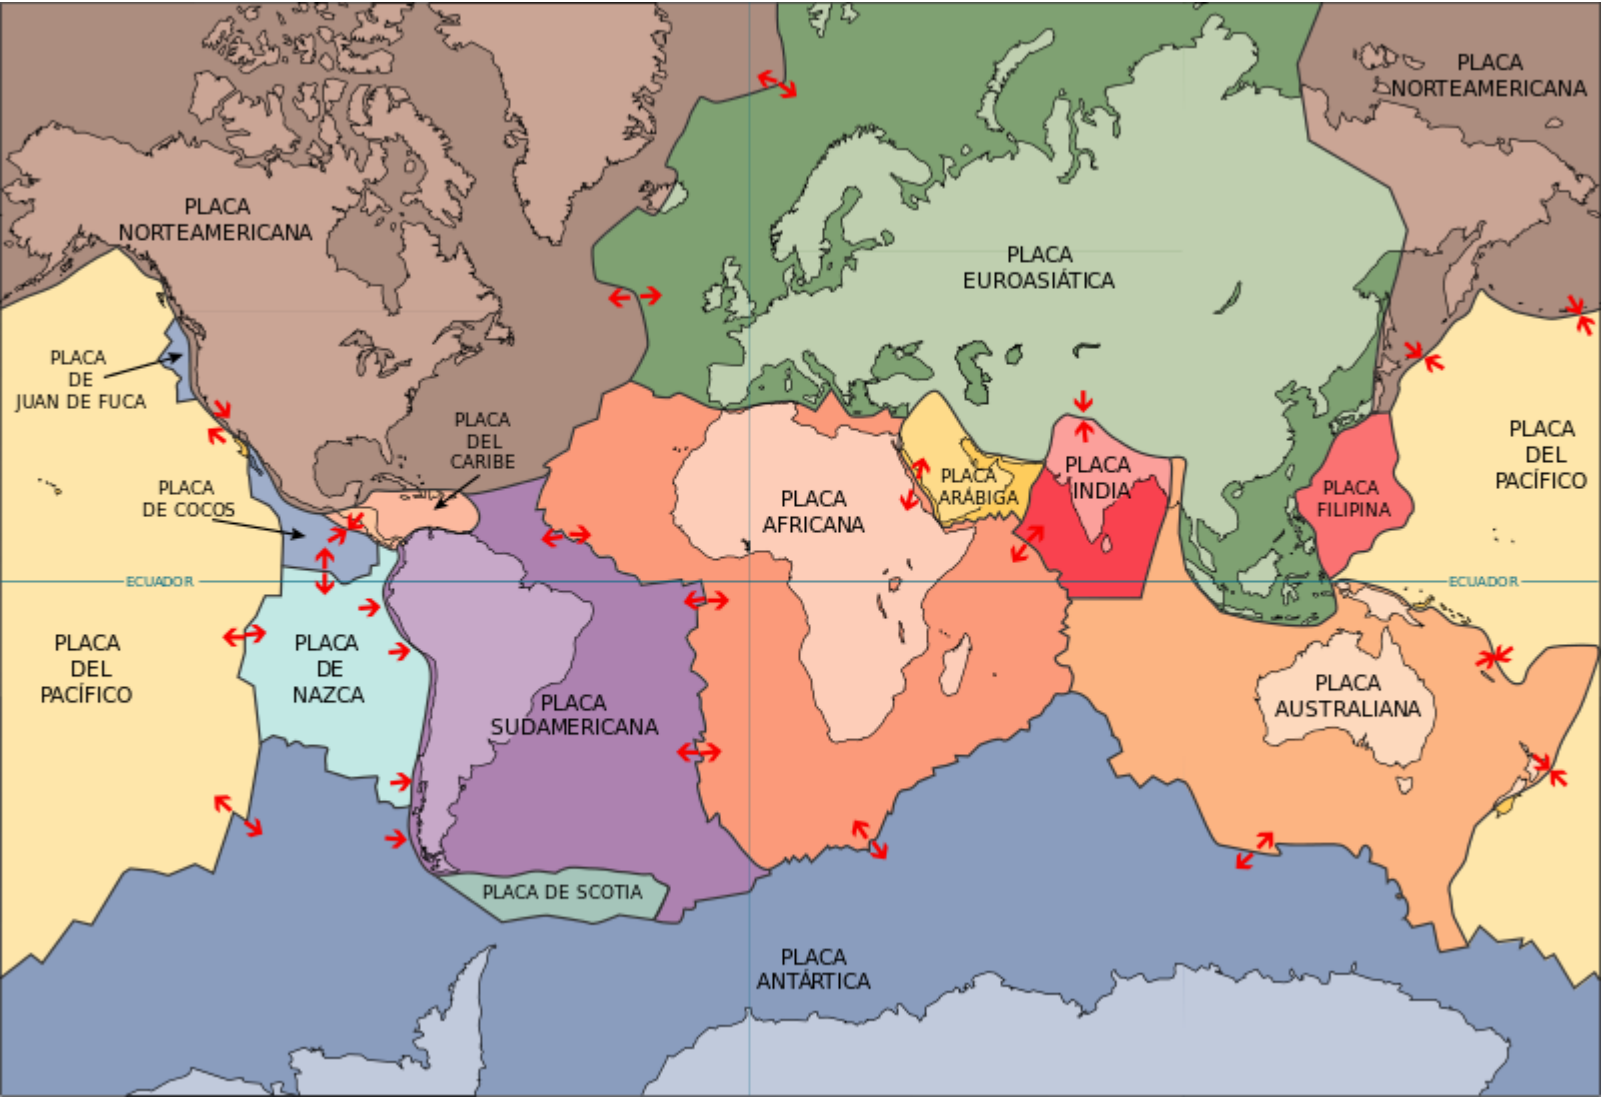 PLACA
NORTEAMERICANA
PLACA
NORTEAMERICANA
PLACA
EUROASIÁTICA
PLACA
DE
JUAN DE FUCA
PLACA
DEL
CARIBE
PLACA
DE COCOS
PLACA
DEL
PACÍFICO
PLACA
ARÁBIGA
PLACA
INDIA
PLACA
FILIPINA
PLACA
AFRICANA
ECUADOR
ECUADOR
PLACA
DEL
PACÍFICO
PLACA
DE
NAZCA
PLACA
SUDAMERICANA
PLACA
AUSTRALIANA
PLACA DE SCOTIA
PLACA
ANTÁRTICA